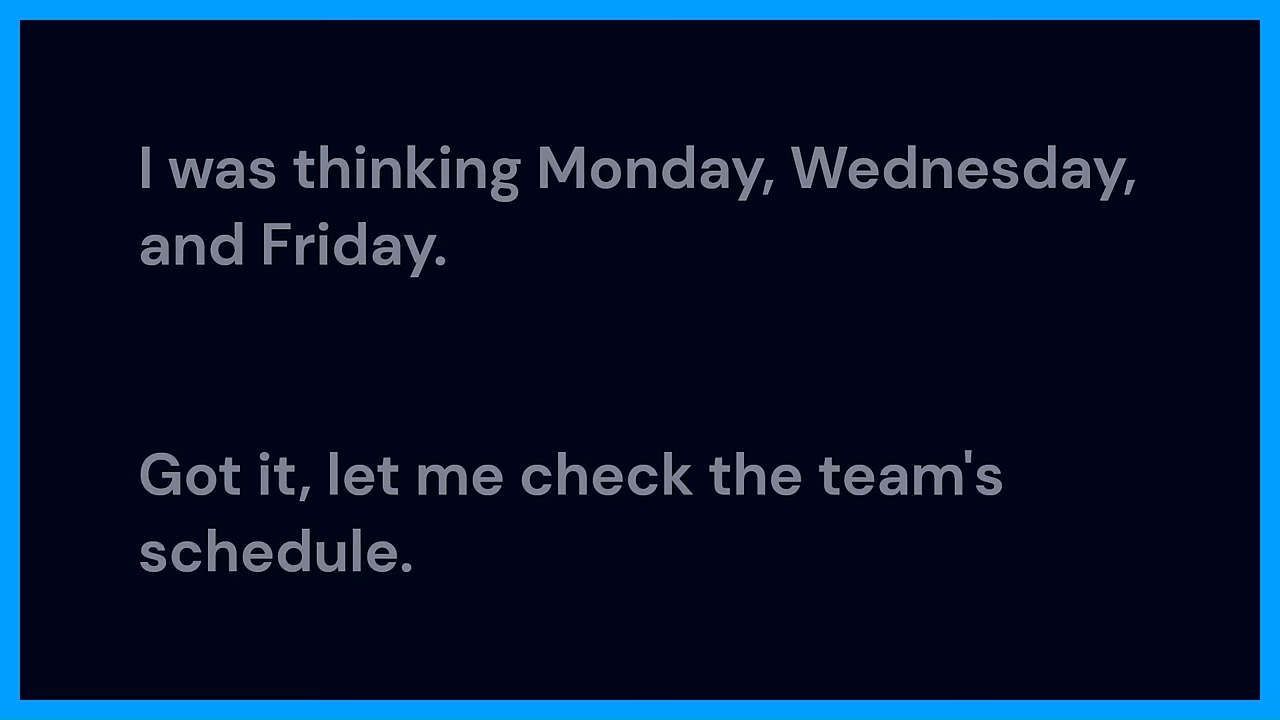 I was thinking Monday, Wednesday,
and Friday.
Got it, let me check the team's
schedule.